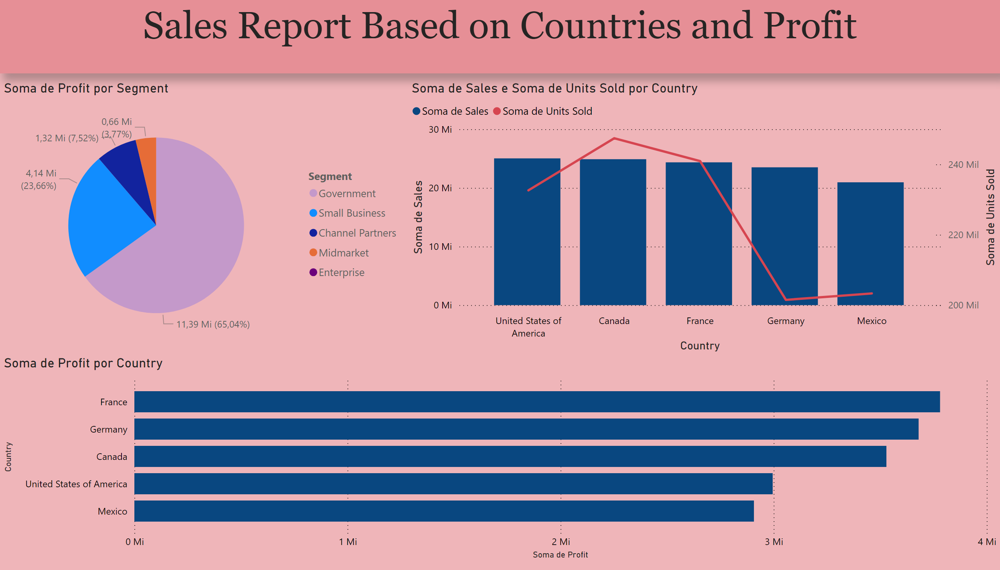 Sales Report Based on Countries and Profit
Soma de Profit por Segment
0,66 Mi
(3,77%)
1,32 Mi (7,52%)
4,14 Mi
(23,66%)
11,39 Mi (65,04%)
Segment
Government
Small Business
Channel Partners
Midmarket
Enterprise
Soma de Sales e Soma de Units Sold por Country
Soma de Sales
Soma de Units Sold
30 Mi
20 Mi
10 Mi
0 Mi
Soma de Sales
240 Mil
220 Mil
200 Mil
Soma de Units Sold
United States of
America
Canada
France
Germany
Mexico
Country
Soma de Profit por Country
Country
France
Germany
Canada
United States of America
Mexico
0 Mi
1 Mi
2 Mi
3 Mi
4 Mi
Soma de Profit